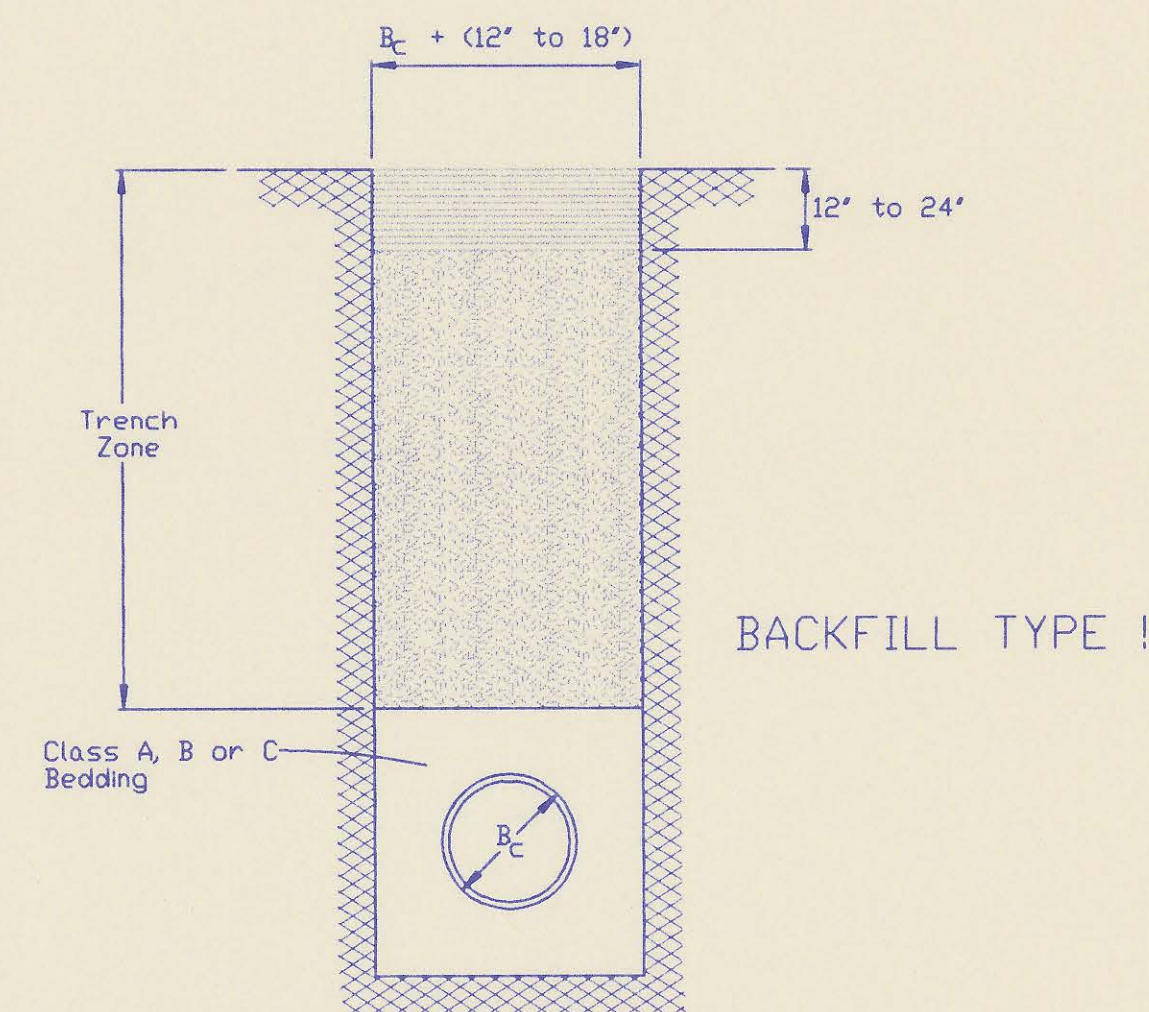 B_C + (12" to 18")
12" to 24"
Trench
Zone
BACKFILL TYPE
Class A, B or C
Bedding
B_C